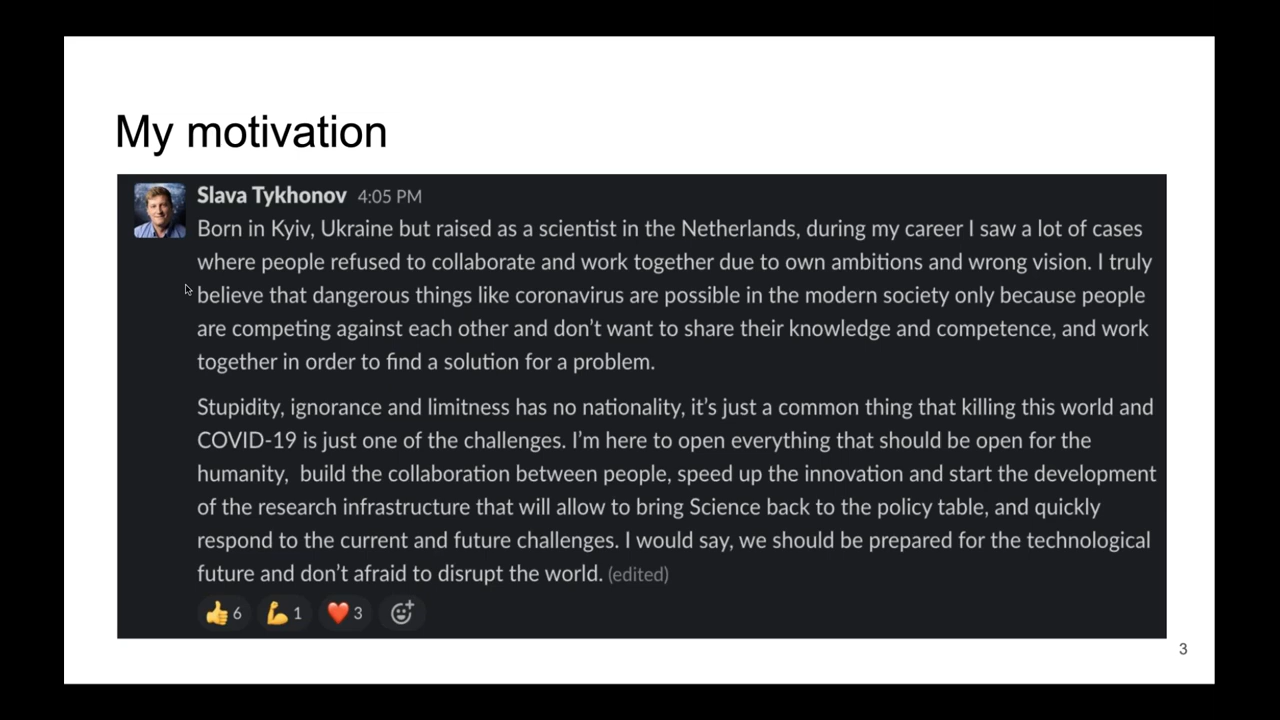 My motivation
Slava Tykhonov 4:05 PM
Born in Kyiv, Ukraine but raised as a scientist in the Netherlands, during my career I saw a lot of cases
where people refused to collaborate and work together due to own ambitions and wrong vision. I truly
believe that dangerous things like coronavirus are possible in the modern society only because people
are competing against each other and don’t want to share their knowledge and competence, and work
together in order to find a solution for a problem.
Stupidity, ignorance and limitness has no nationality, it’s just a common thing that killing this world and
COVID-19 is just one of the challenges. I’m here to open everything that should be open for the
humanity,  build the collaboration between people, speed up the innovation and start the development
of the research infrastructure that will allow to bring Science back to the policy table, and quickly
respond to the current and future challenges. I would say, we should be prepared for the technological
future and don’t afraid to disrupt the world. (edited)
👍 6 💪 1 ❤️ 3
3